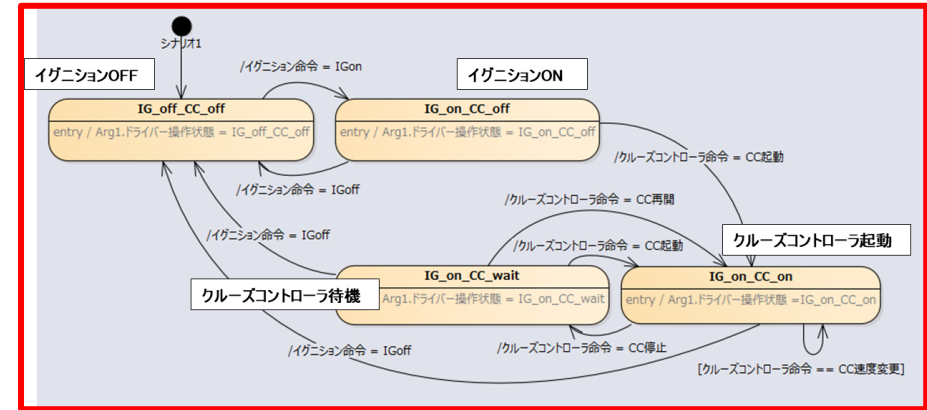 シナリオ1
イグニションOFF
/イグニション命令 = IGon
イグニションON
IG_off_CC_off
entry / Arg1.ドライバー操作状態 = IG_off_CC_off
IG_on_CC_off
entry / Arg1.ドライバー操作状態 = IG_on_CC_off
/クルーズコントローラ命令 = CC起動
/イグニション命令 = IGoff
/クルーズコントローラ命令 = CC再開
/イグニション命令 = IGoff
/クルーズコントローラ命令 = CC起動
クルーズコントローラ起動
IG_on_CC_wait
Arg1.ドライバー操作状態 = IG_on_CC_wait
IG_on_CC_on
entry / Arg1.ドライバー操作状態 =IG_on_CC_on
クルーズコントローラ待機
/イグニション命令 = IGoff
/クルーズコントローラ命令 = CC停止
[クルーズコントローラ命令 == CC速度変更]